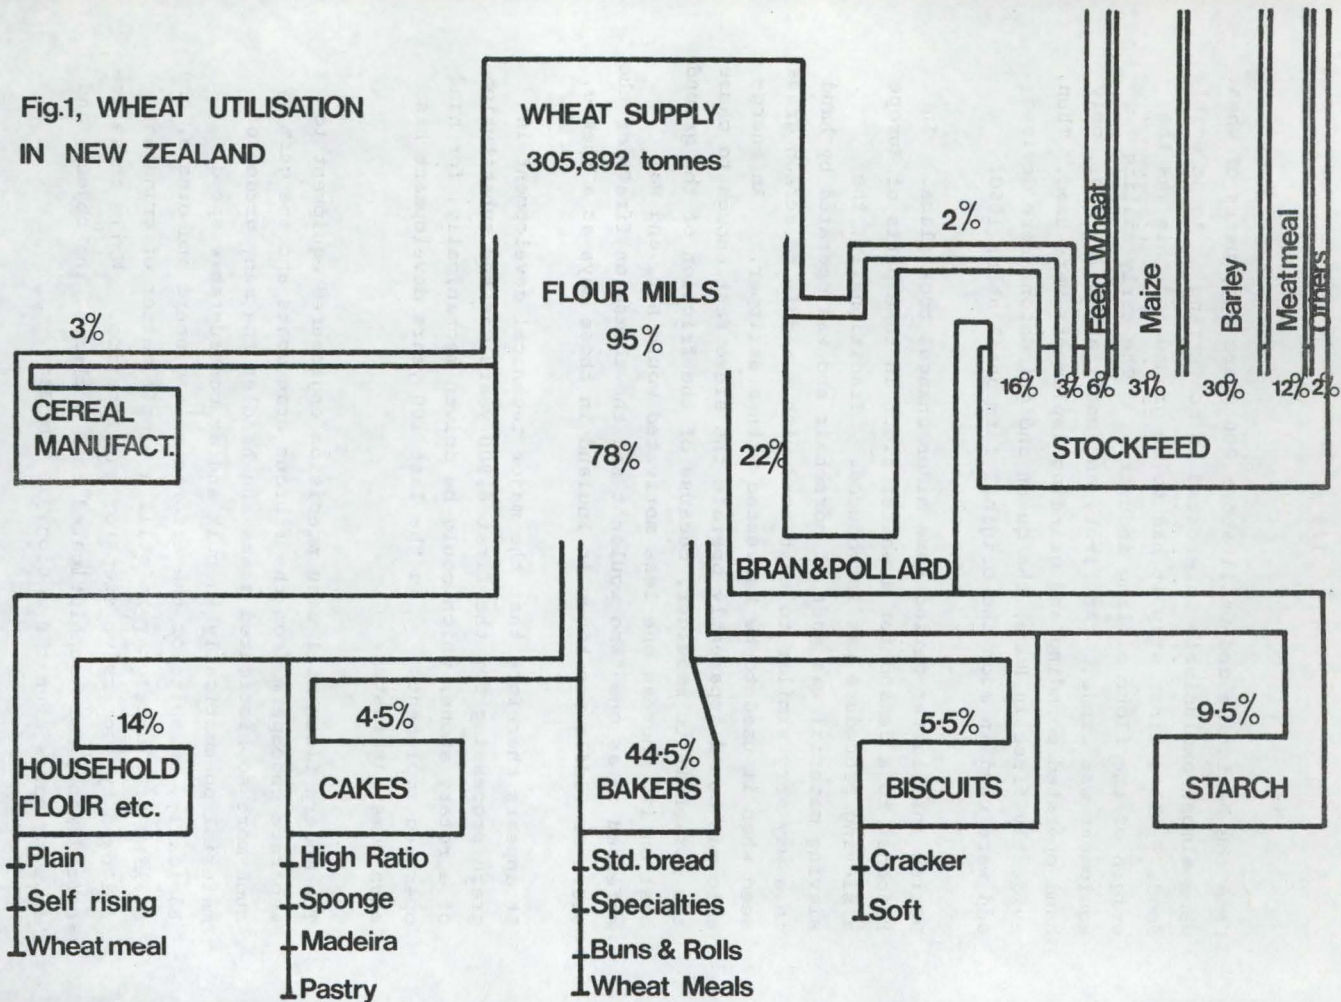 Fig.1, WHEAT UTILISATION
IN NEW ZEALAND
WHEAT SUPPLY
305,892 tonnes
2%
Feed Wheat
Maize
Barley
Meatmeal
Others
FLOUR MILLS
95%
3%
16%
3%
6%
31%
30%
12%
2%
CEREAL
MANUFACT.
STOCKFEED
78%
22%
BRAN&POLLARD
14%
4·5%
44·5%
5·5%
9·5%
HOUSEHOLD
FLOUR etc.
CAKES
BAKERS
BISCUITS
STARCH
Plain
Self rising
Wheat meal
High Ratio
Sponge
Madeira
Pastry
Std. bread
Specialties
Buns & Rolls
Wheat Meals
Cracker
Soft